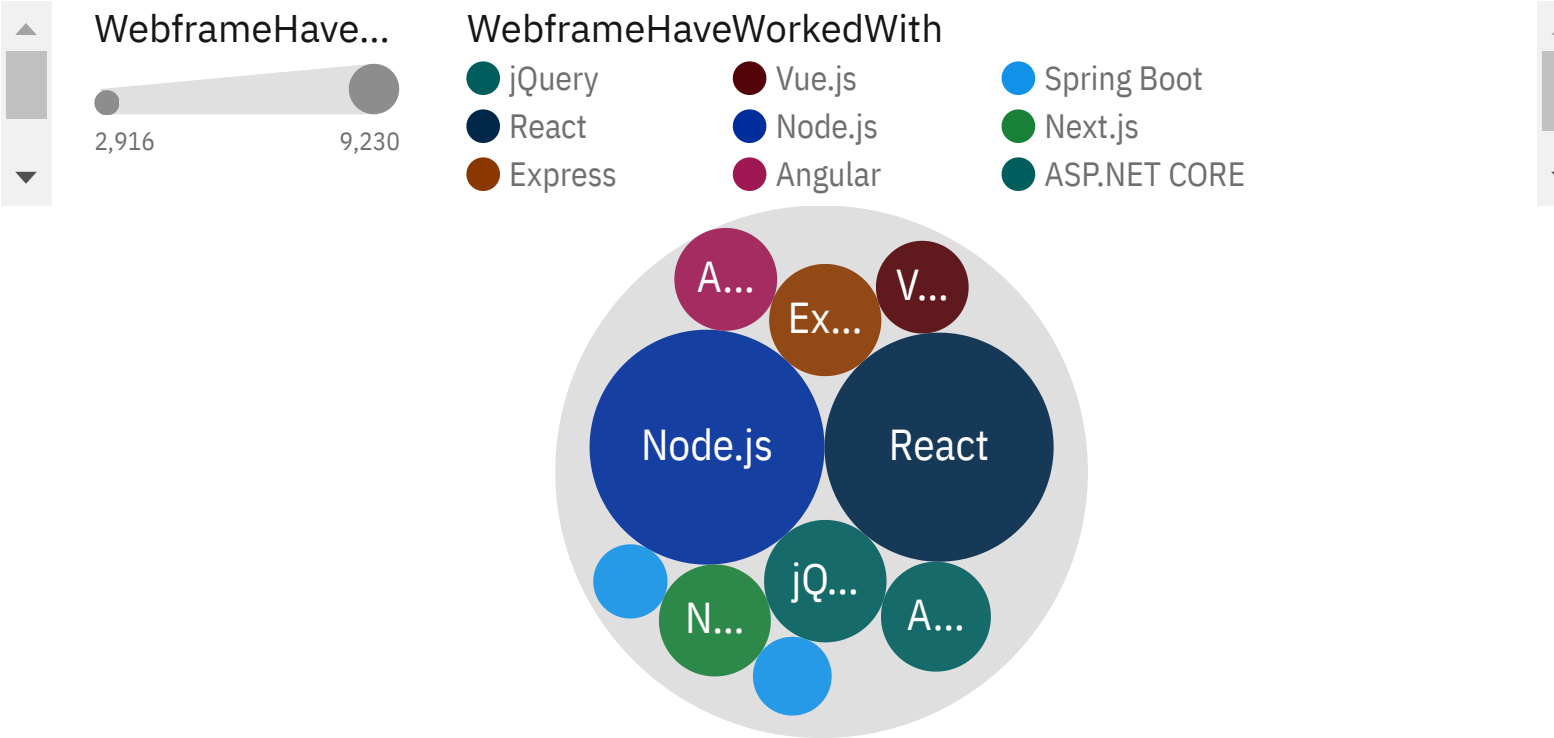 WebframeHave...
2,916 9,230
WebframeHaveWorkedWith
jQuery Vue.js Spring Boot
React Node.js Next.js
Express Angular ASP.NET CORE
A... Ex... V...
Node.js React
N... jQ... A...